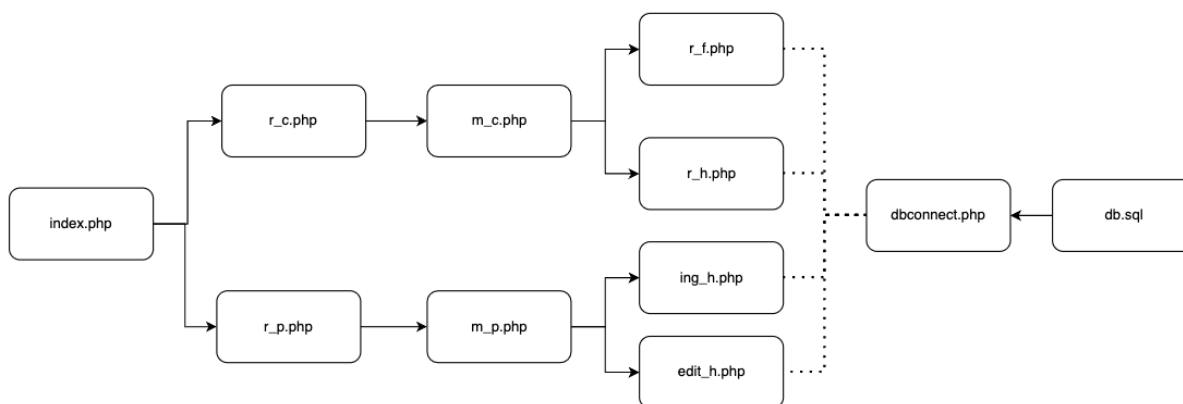 r_f.php
r_c.php
m_c.php
r_h.php
index.php
dbconnect.php
db.sql
ing_h.php
r_p.php
m_p.php
edit_h.php